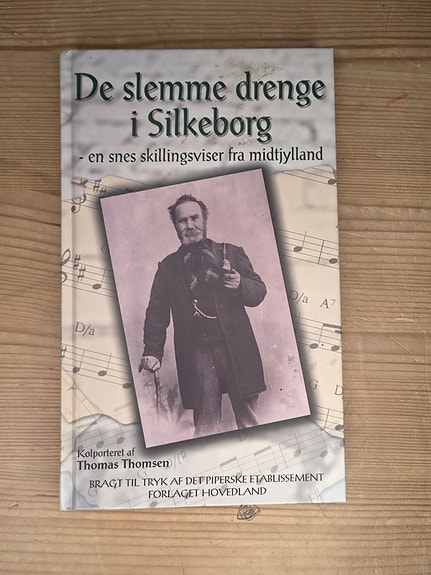 De slemme drenge
i Silkeborg
- en snes skillingsviser fra midtjylland
D/a
A7
D/a
G
Kolporteret af
Thomas Thomsen
BRAGT TIL TRYK AF DET PIPERSKE ETABLISSEMENT
FORLAGET HOVEDLAND